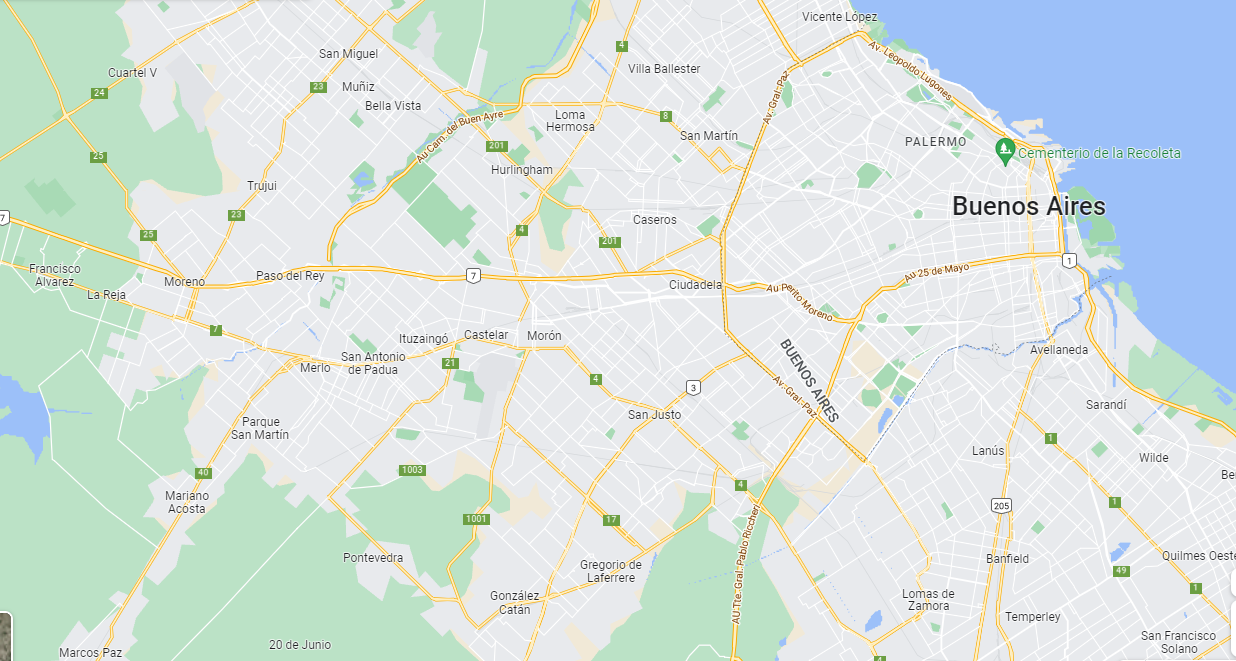 Vicente López
Av. Leopoldo Lugones
San Miguel
4
Villa Ballester
Cuartel V
24
23
Muñiz
Bella Vista
Av. Gral. Paz
Loma
Hermosa
8
San Martín
Au Cam. del Buen Ayre
201
PALERMO
Cementerio de la Recoleta
25
Hurlingham
Trujui
Buenos Aires
23
Caseros
7
25
4
201
1
Francisco
Alvarez
Moreno
Paso del Rey
7
Ciudadela
Au Perito Moreno
Au 25 de Mayo
La Reja
7
Ituzaingó
Castelar
Morón
BUENOS AIRES
Avellaneda
Merlo
San Antonio
de Padua
21
4
3
Av. Gral. Paz
San Justo
Sarandí
Parque
San Martín
1
Lanús
Wilde
40
1003
4
Be
Mariano
Acosta
1001
17
205
1
AU Tte. Gral. Pablo Riccheri
Pontevedra
Gregorio de
Laferrere
Banfield
Quilmes Oeste
49
1
González
Catán
Lomas de
Zamora
Temperley
20 de Junio
Marcos Paz
San Francisco
Solano
4